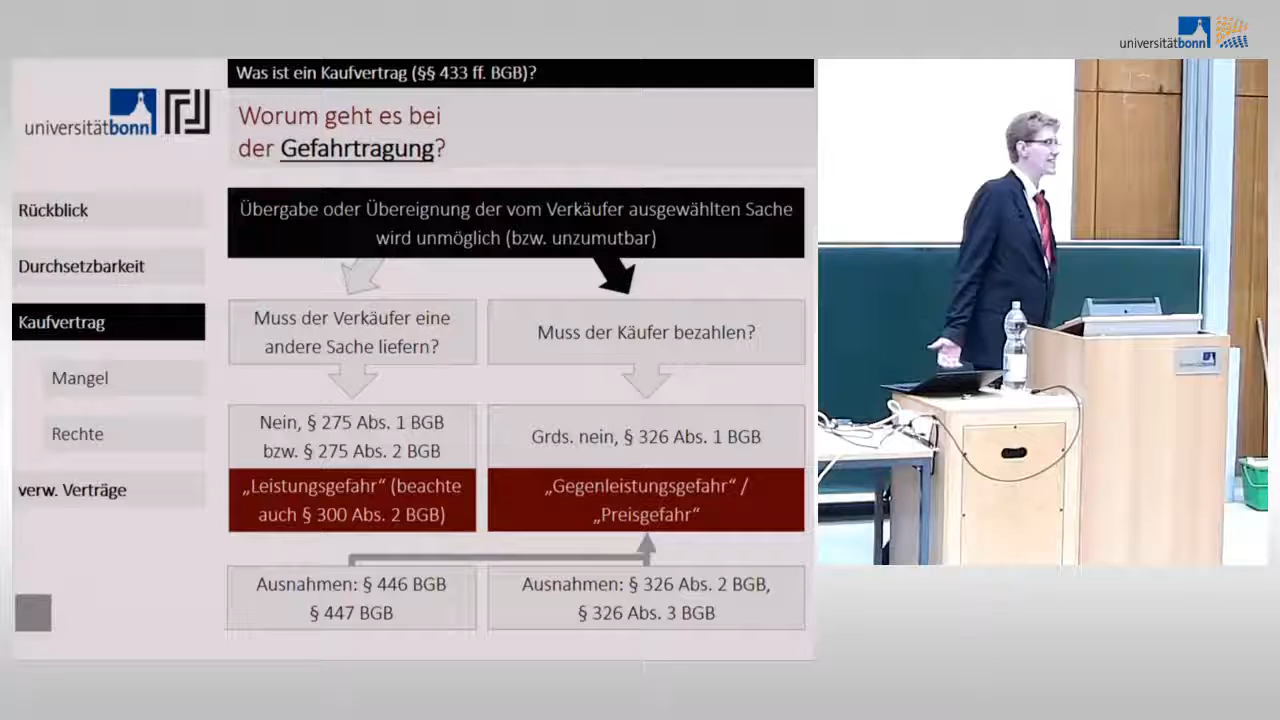 universitätbonn
Was ist ein Kaufvertrag (§§ 433 ff. BGB)?
universitätbonn
Worum geht es bei
der Gefahrtragung?
Rückblick
Durchsetzbarkeit
Kaufvertrag
Mangel
Rechte
verw. Verträge
Übergabe oder Übereignung der vom Verkäufer ausgewählten Sache
wird unmöglich (bzw. unzumutbar)
Muss der Verkäufer eine
andere Sache liefern?
Muss der Käufer bezahlen?
Nein, § 275 Abs. 1 BGB
bzw. § 275 Abs. 2 BGB
Grds. nein, § 326 Abs. 1 BGB
„Leistungsgefahr“ (beachte
auch § 300 Abs. 2 BGB)
„Gegenleistungsgefahr“ /
„Preisgefahr“
Ausnahmen: § 446 BGB
§ 447 BGB
Ausnahmen: § 326 Abs. 2 BGB,
§ 326 Abs. 3 BGB